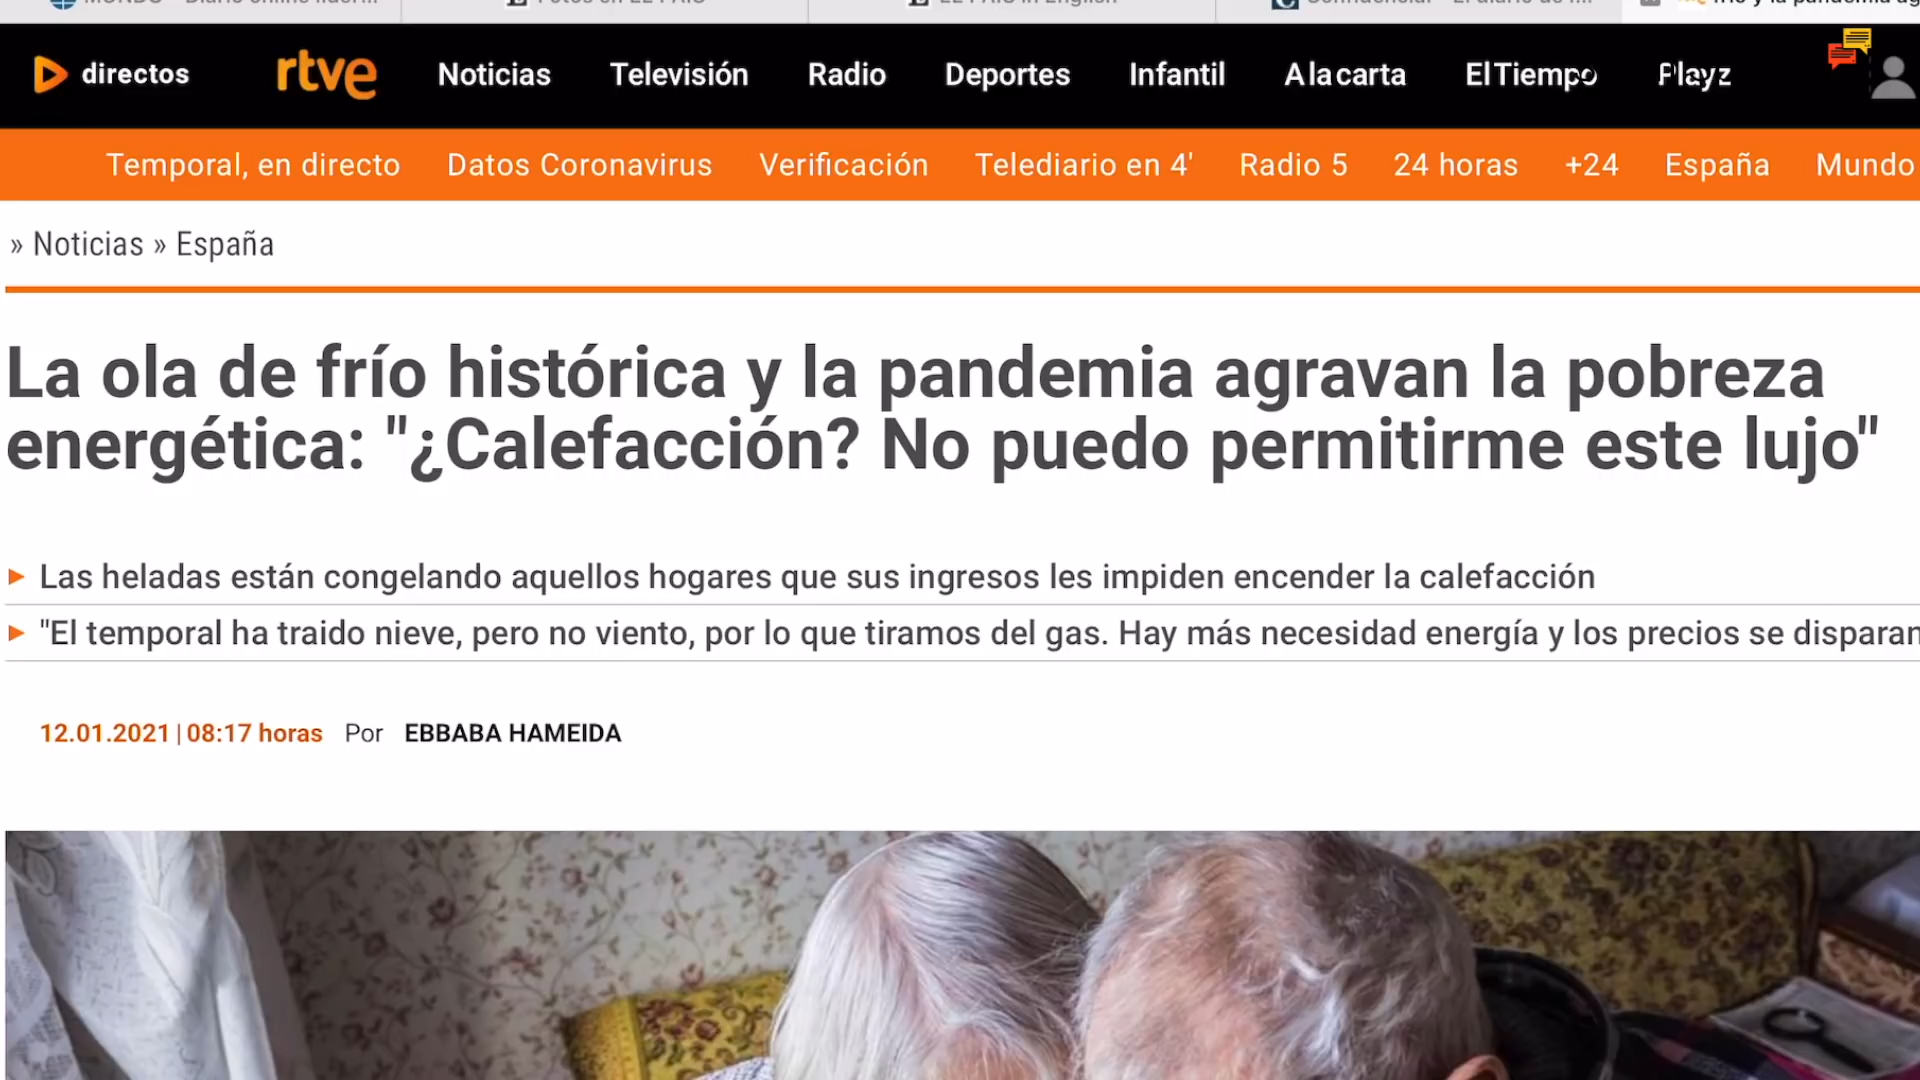 directos rtve Noticias Televisión Radio Deportes Infantil A la carta El Tiempo Playz
Temporal, en directo Datos Coronavirus Verificación Telediario en 4' Radio 5 24 horas +24 España Mundo
» Noticias » España
La ola de frío histórica y la pandemia agravan la pobreza
energética: "¿Calefacción? No puedo permitirme este lujo"
Las heladas están congelando aquellos hogares que sus ingresos les impiden encender la calefacción
"El temporal ha traido nieve, pero no viento, por lo que tiramos del gas. Hay más necesidad energía y los precios se disparan
12.01.2021 | 08:17 horas Por EBBABA HAMEIDA